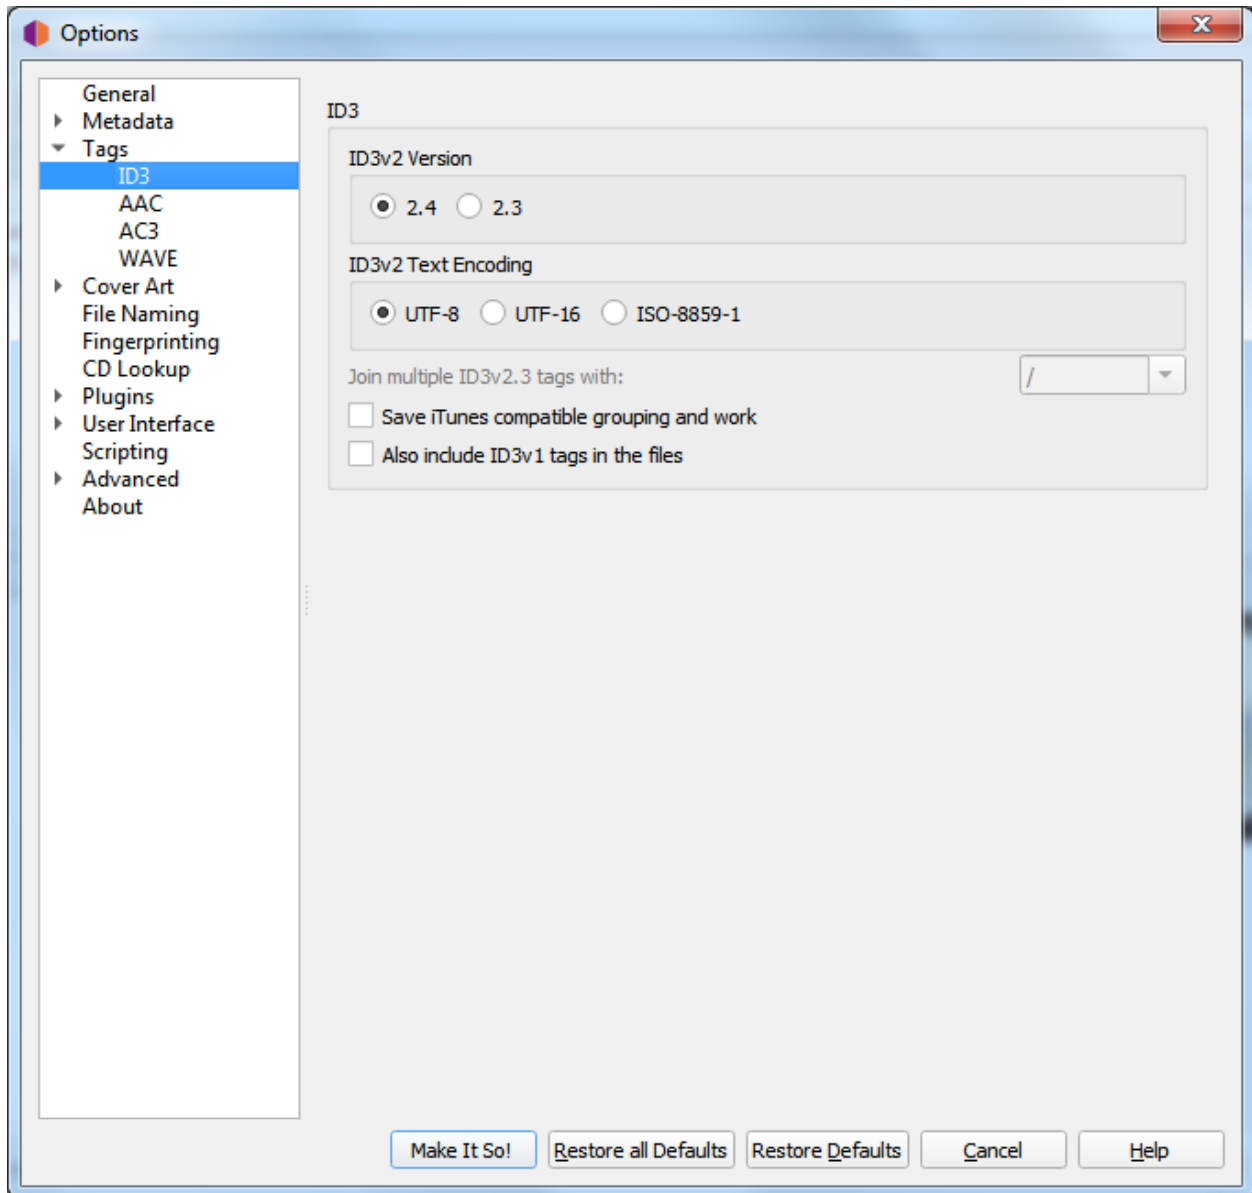 Options
General
Metadata
Tags
ID3
AAC
AC3
WAVE
Cover Art
File Naming
Fingerprinting
CD Lookup
Plugins
User Interface
Scripting
Advanced
About
ID3
ID3v2 Version
2.4 2.3
ID3v2 Text Encoding
UTF-8 UTF-16 ISO-8859-1
Join multiple ID3v2.3 tags with: /
Save iTunes compatible grouping and work
Also include ID3v1 tags in the files
Make It So! Restore all Defaults Restore Defaults Cancel Help